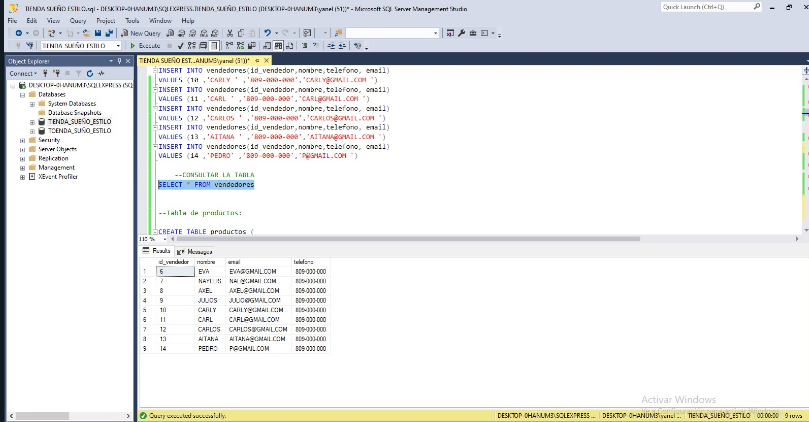 TIENDA SUEÑO ESTILO.sql - DESKTOP-0HANUM3\SQLEXPRESS.TIENDA_SUEÑO_ESTILO (DESKTOP-0HANUM3\yanel (51))* - Microsoft SQL Server Management Studio
Quick Launch (Ctrl+Q)
File Edit View Query Project Tools Window Help
New Query
TIENDA_SUEÑO_ESTILO Execute
Object Explorer
Connect
DESKTOP-0HANUM3\SQLEXPRESS (SQ
Databases
System Databases
Database Snapshots
TIENDA_SUEÑO_ESTILO
TOENDA_SUÑO_ESTILO
Security
Server Objects
Replication
Management
XEvent Profiler
TIENDA SUEÑO EST...ANUM3\yanel (51))*
INSERT INTO vendedores(id_vendedor,nombre,telefono, email)
VALUES (10 ,'CARLY ' ,'809-000-000','CARLY@GMAIL.COM ')
INSERT INTO vendedores(id_vendedor,nombre,telefono, email)
VALUES (11 ,'CARL ' ,'809-000-000','CARL@GMAIL.COM ')
INSERT INTO vendedores(id_vendedor,nombre,telefono, email)
VALUES (12 ,'CARLOS ' ,'809-000-000','CARLOS@GMAIL.COM ')
INSERT INTO vendedores(id_vendedor,nombre,telefono, email)
VALUES (13 ,'AITANA ' ,'809-000-000','AITANA@GMAIL.COM ')
INSERT INTO vendedores(id_vendedor,nombre,telefono, email)
VALUES (14 ,'PEDRO' ,'809-000-000','P@GMAIL.COM ')
--CONSULTAR LA TABLA
SELECT * FROM vendedores
--Tabla de productos:
CREATE TABLE productos (
110 %
Results Messages
id_vendedor nombre email telefono
1 6 EVA EVA@GMAIL.COM 809-000-000
2 7 809-000-000
3 8 AXEL AXEL@GMAIL.COM 809-000-000
4 9 JULIOS JULIO@GMAIL.COM 809-000-000
5 10 CARLY CARLY@GMAIL.COM 809-000-000
6 11 CARL CARL@GMAIL.COM 809-000-000
7 12 CARLOS CARLOS@GMAIL.COM 809-000-000
8 13 AITANA AITANA@GMAIL.COM 809-000-000
9 14 PEDRO P@GMAIL.COM 809-000-000
Activar Windows
Query executed successfully. DESKTOP-0HANUM3\SQLEXPRESS ... DESKTOP-0HANUM3\yanel ... TIENDA_SUEÑO_ESTILO 00:00:00 9 rows